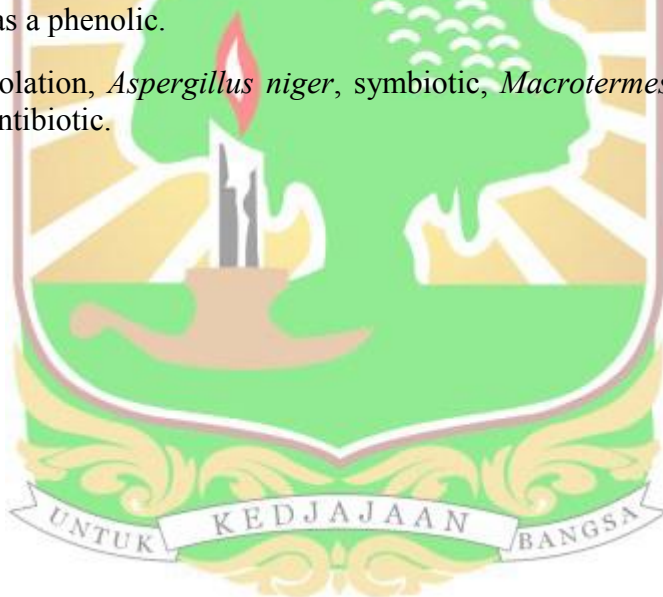 as a phenolic.
olation, Aspergillus niger, symbiotic, Macrotermes
ntibiotic.
UNTUK KEDJAJAAN BANGSA